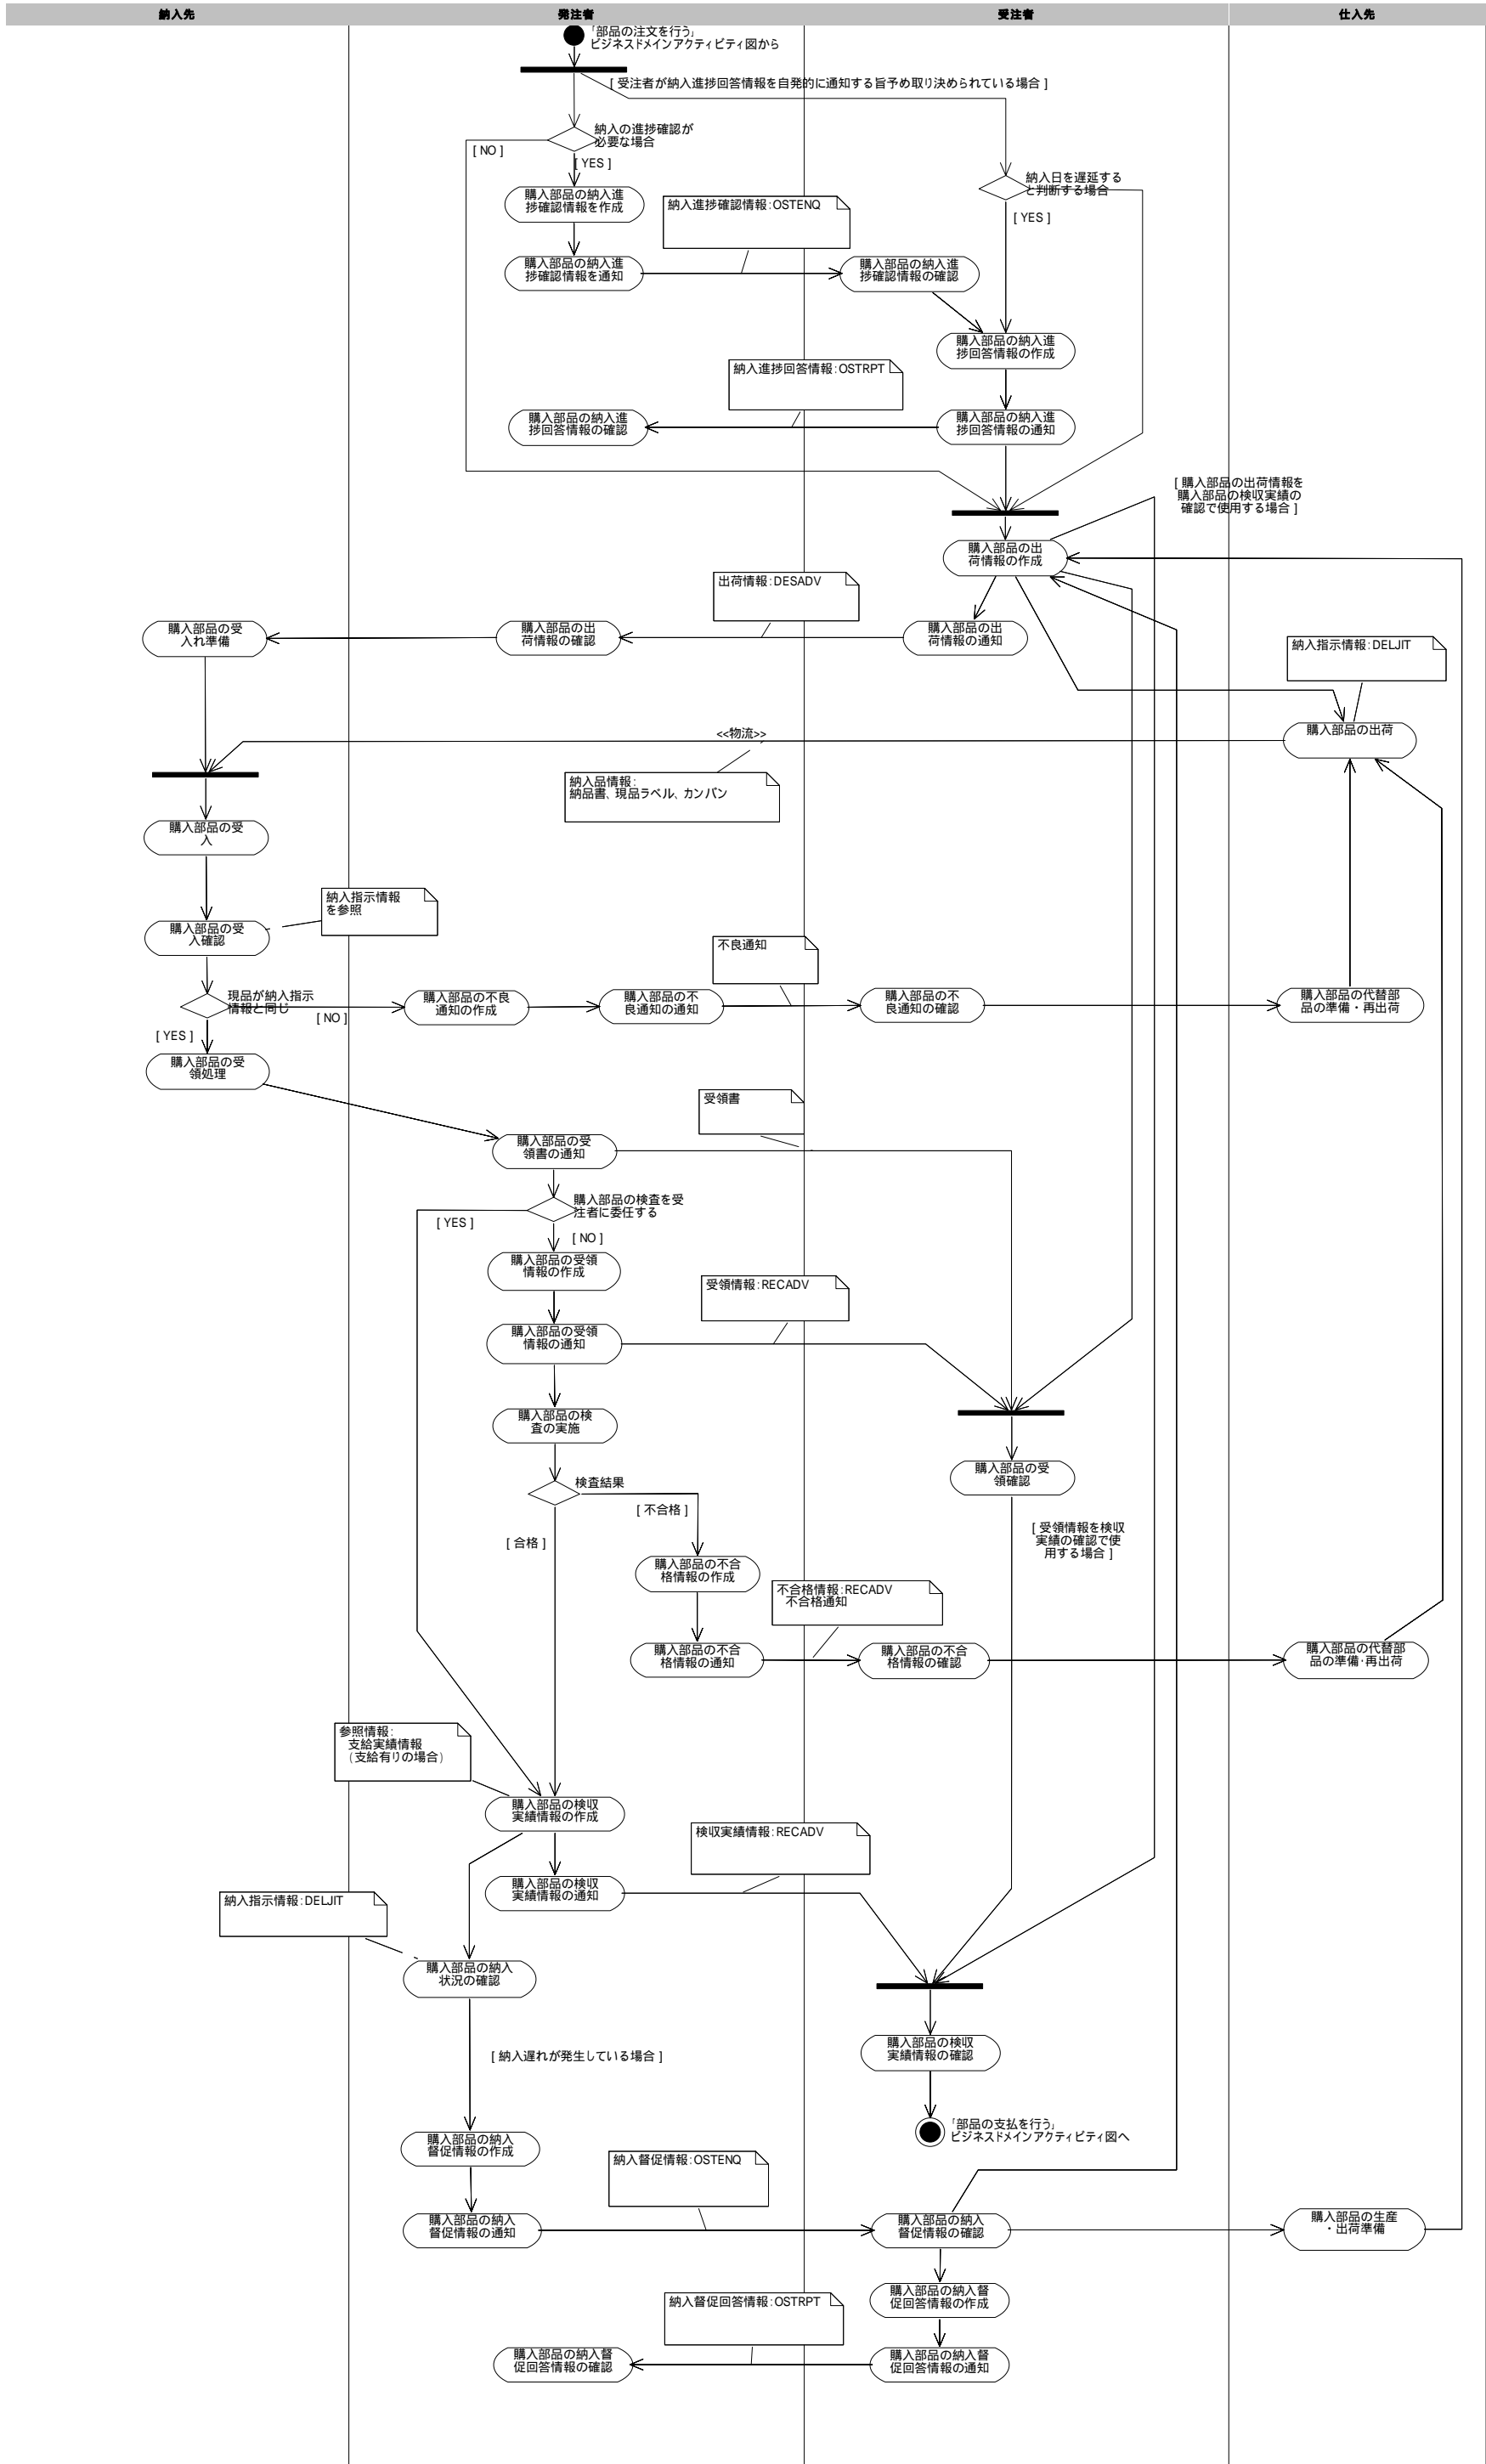 納入先
発注者
受注者
仕入先
「部品の注文を行う」
ビジネスドメインアクティビティ図から
[ 受注者が納入進捗回答情報を自発的に通知する旨予め取り決められている場合 ]
納入の進捗確認が
必要な場合
[ NO ]
[ YES ]
納入日を遅延する
と判断する場合
[ YES ]
購入部品の納入進
捗確認情報を作成
納入進捗確認情報:OSTENQ
購入部品の納入進
捗確認情報を通知
購入部品の納入進
捗確認情報の確認
購入部品の納入進
捗回答情報の作成
納入進捗回答情報:OSTRPT
購入部品の納入進
捗回答情報の確認
購入部品の納入進
捗回答情報の通知
[ 購入部品の出荷情報を
購入部品の検収実績の
確認で使用する場合 ]
購入部品の出
荷情報の作成
出荷情報:DESADV
購入部品の受
入れ準備
購入部品の出
荷情報の確認
購入部品の出
荷情報の通知
納入指示情報:DELJIT
購入部品の出荷
<<物流>>
納入品情報:
納品書、現品ラベル、カンバン
購入部品の受
入
納入指示情報
を参照
購入部品の受
入確認
不良通知
現品が納入指示
情報と同じ
[ NO ]
[ YES ]
購入部品の不良
通知の作成
購入部品の不
良通知の通知
購入部品の不
良通知の確認
購入部品の代替部
品の準備・再出荷
購入部品の受
領処理
受領書
購入部品の受
領書の通知
購入部品の検査を受
注者に委任する
[ YES ]
[ NO ]
購入部品の受領
情報の作成
受領情報:RECADV
購入部品の受領
情報の通知
購入部品の検
査の実施
購入部品の受
領確認
検査結果
[ 不合格 ]
[ 合格 ]
[ 受領情報を検収
実績の確認で使
用する場合 ]
購入部品の不合
格情報の作成
不合格情報:RECADV
不合格通知
購入部品の不合
格情報の通知
購入部品の不合
格情報の確認
購入部品の代替部
品の準備・再出荷
参照情報:
支給実績情報
(支給有りの場合)
購入部品の検収
実績情報の作成
検収実績情報:RECADV
購入部品の検収
実績情報の通知
納入指示情報:DELJIT
購入部品の納入
状況の確認
[ 納入遅れが発生している場合 ]
購入部品の検収
実績情報の確認
「部品の支払を行う」
ビジネスドメインアクティビティ図へ
購入部品の納入
督促情報の作成
納入督促情報:OSTENQ
購入部品の納入
督促情報の通知
購入部品の納入
督促情報の確認
購入部品の生産
・出荷準備
購入部品の納入督
促回答情報の作成
納入督促回答情報:OSTRPT
購入部品の納入督
促回答情報の確認
購入部品の納入督
促回答情報の通知